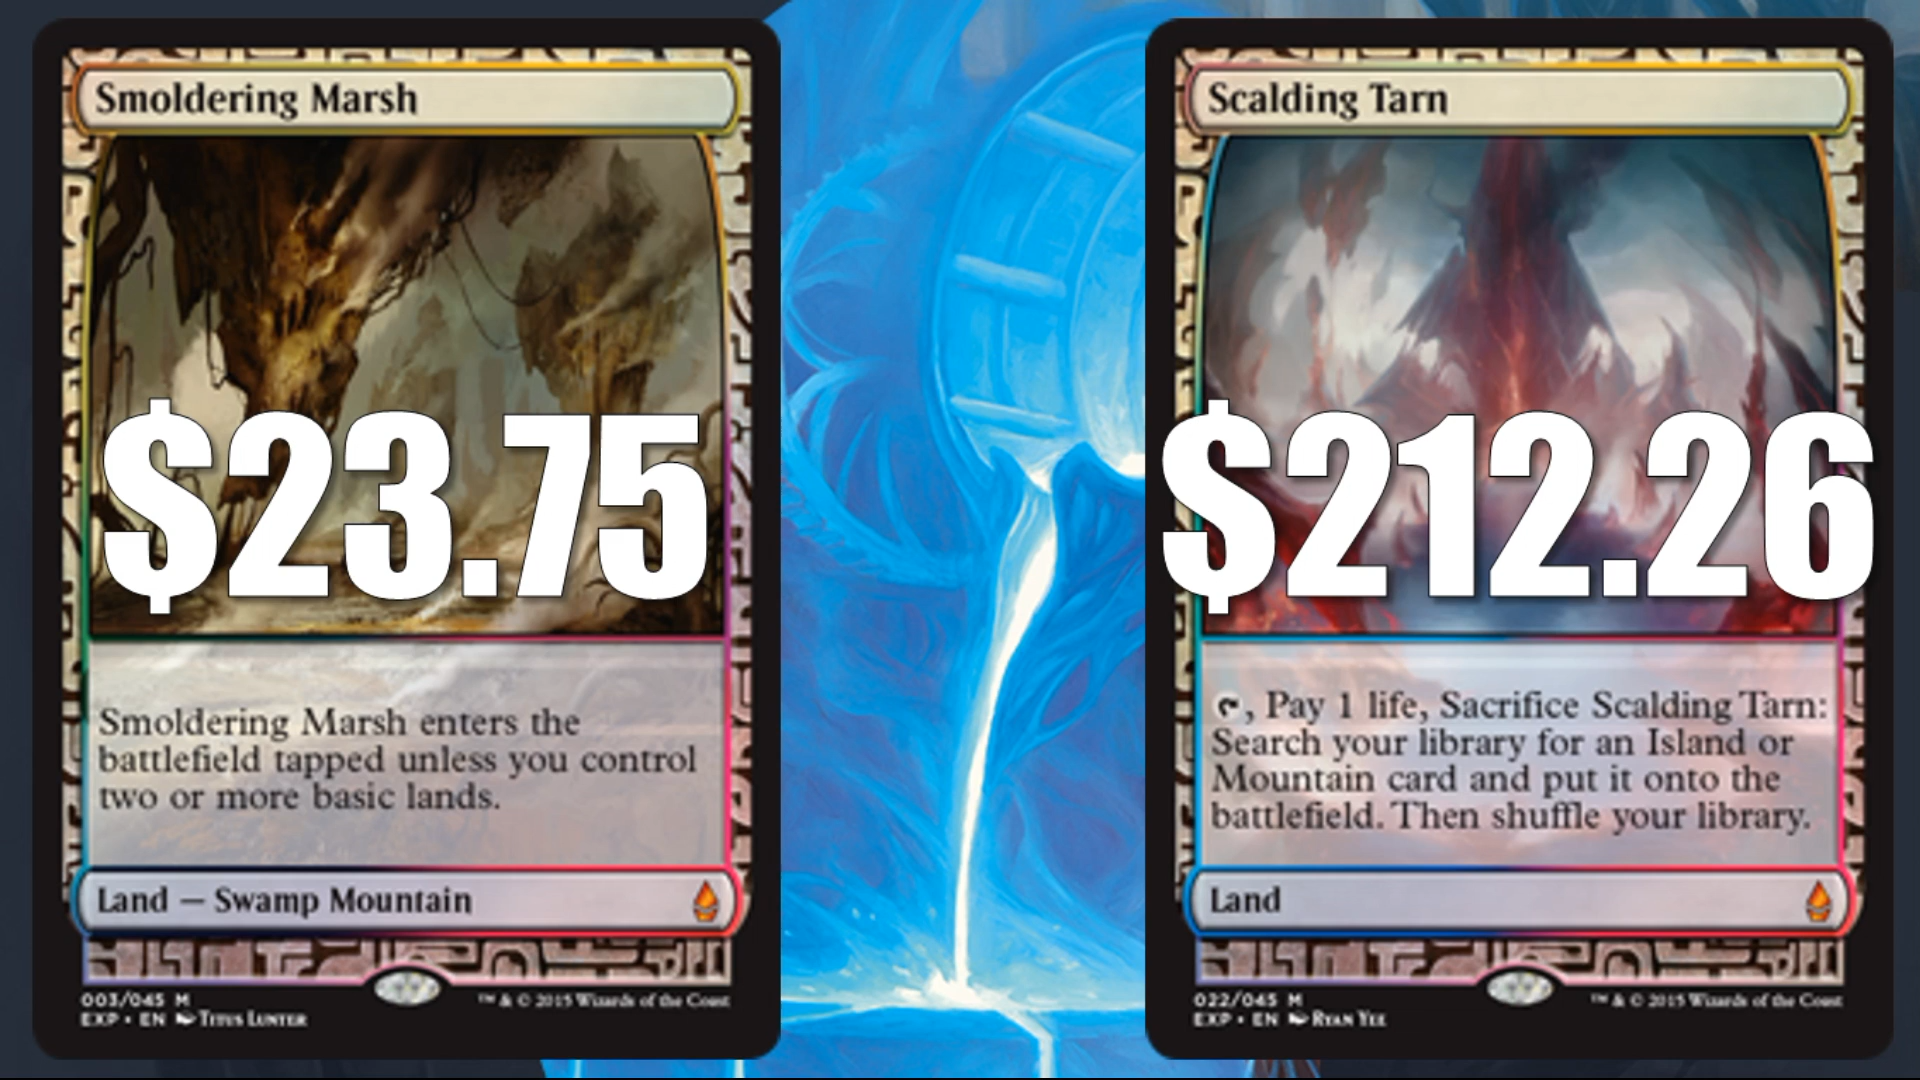 Smoldering Marsh
$23.75
Smoldering Marsh enters the
battlefield tapped unless you control
two or more basic lands.
Land — Swamp Mountain
003/045 M
EXP • EN Titus Lunter
™ & © 2015 Wizards of the Coast
Scalding Tarn
$212.26
, Pay 1 life, Sacrifice Scalding Tarn:
Search your library for an Island or
Mountain card and put it onto the
battlefield. Then shuffle your library.
Land
022/045 M
EXP • EN Ryan Yee
™ & © 2015 Wizards of the Coast